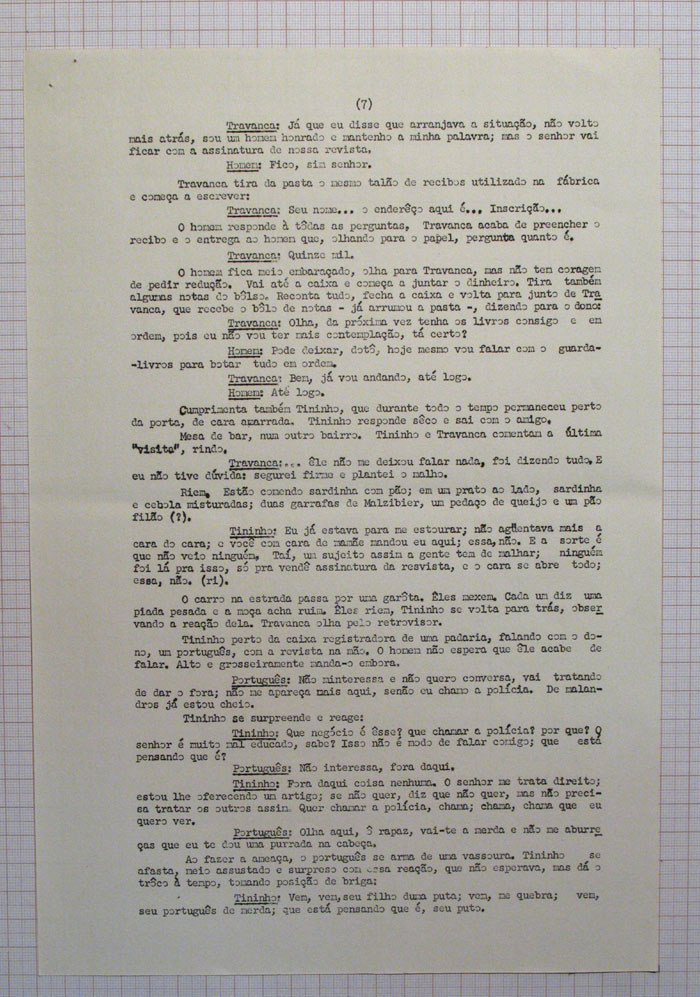 (7)
Travanca: Já que eu disse que arranjava a situação, não volto
mais atrás, sou um homem honrado e mantenho a minha palavra; mas o senhor vai
ficar com a assinatura de nossa revista.
Homem: Fico, sim senhor.
Travanca tira da pasta o mesmo talão de recibos utilizado na fábrica
e começa a escrever:
Travanca: Seu nome... o enderêço aqui é... Inscrição...
O homem responde à tôdas as perguntas, Travanca acaba de preencher o
recibo e o entrega ao homem que, olhando para o papel, pergunta quanto é.
Travanca: Quinze mil.
O homem fica meio embaraçado, olha para Travanca, mas não tem coragem
de pedir redução. Vai até a caixa e começa a juntar o dinheiro. Tira também
algumas notas do bôlso. Reconta tudo, fecha a caixa e volta para junto de Tra
vanca, que recebe o bôlo de notas - já arrumou a pasta -, dizendo para o dono:
Travanca: Olha, da próxima vez tenha os livros consigo e em
ordem, pois eu não vou ter mais contemplação, tá certo?
Homem: Pode deixar, dotô, hoje mesmo vou falar com o guarda-
-livros para botar tudo em ordem.
Travanca: Bem, já vou andando, até logo.
Homem: Até logo.
Cumprimenta também Tininho, que durante todo o tempo permaneceu perto
da porta, de cara amarrada. Tininho responde sêco e sai com o amigo.
Mesa de bar, num outro bairro. Tininho e Travanca comentam a última
"visita", rindo.
Travanca:... Êle não me deixou falar nada, foi dizendo tudo. E
eu não tive dúvida: segurei firme e plantei o malho.
Riem. Estão comendo sardinha com pão; em um prato ao lado, sardinha
e cebola misturadas; duas garrafas de Malzibier, um pedaço de queijo e um pão
filão (?).
Tininho: Eu já estava para me estourar; não agüentava mais a
cara do cara; e você com cara de mamãe mandou eu aqui; essa, não. E a sorte é
que não veio ninguém. Taí, um sujeito assim a gente tem de malhar; ninguém
foi lá pra isso, só pra vendê assinatura da resvista, e o cara se abre todo;
essa, não. (ri).
O carro na estrada passa por uma garôta. Êles mexem. Cada um diz uma
piada pesada e a moça acha ruim. Êles riem, Tininho se volta para trás, obser
vando a reação dela. Travanca olha pelo retrovisor.
Tininho perto da caixa registradora de uma padaria, falando com o do-
no, um português, com a revista na mão. O homem não espera que êle acabe de
falar. Alto e grosseiramente manda-o embora.
Português: Não minteressa e não quero conversa, vai tratando
de dar o fora; não me apareça mais aqui, senão eu chamo a polícia. De malan-
dros já estou cheio.
Tininho se surpreende e reage:
Tininho: Que negócio é êsse? que chamar a polícia? por que? O
senhor é muito mal educado, sabe? Isso não é modo de falar comigo; que está
pensando que é?
Português: Não interessa, fora daqui.
Tininho: Fora daqui coisa nenhuma. O senhor me trata direito;
estou lhe oferecendo um artigo; se não quer, diz que não quer, mas não preci-
sa tratar os outros assim. Quer chamar a polícia, chama; chama, chama que eu
quero ver.
Português: Olha aqui, ô rapaz, vai-te a merda e não me aburre
ças que eu te dou uma purrada na cabeça.
Ao fazer a ameaça, o português se arma de uma vassoura. Tininho se
afasta, meio assustado e surpreso com essa reação, que não esperava, mas dá o
trôco à tempo, tomando posição de briga:
Tininho: Vem, vem, seu filho duma puta; vem, me quebra; vem,
seu português de merda; que está pensando que é, seu puto.